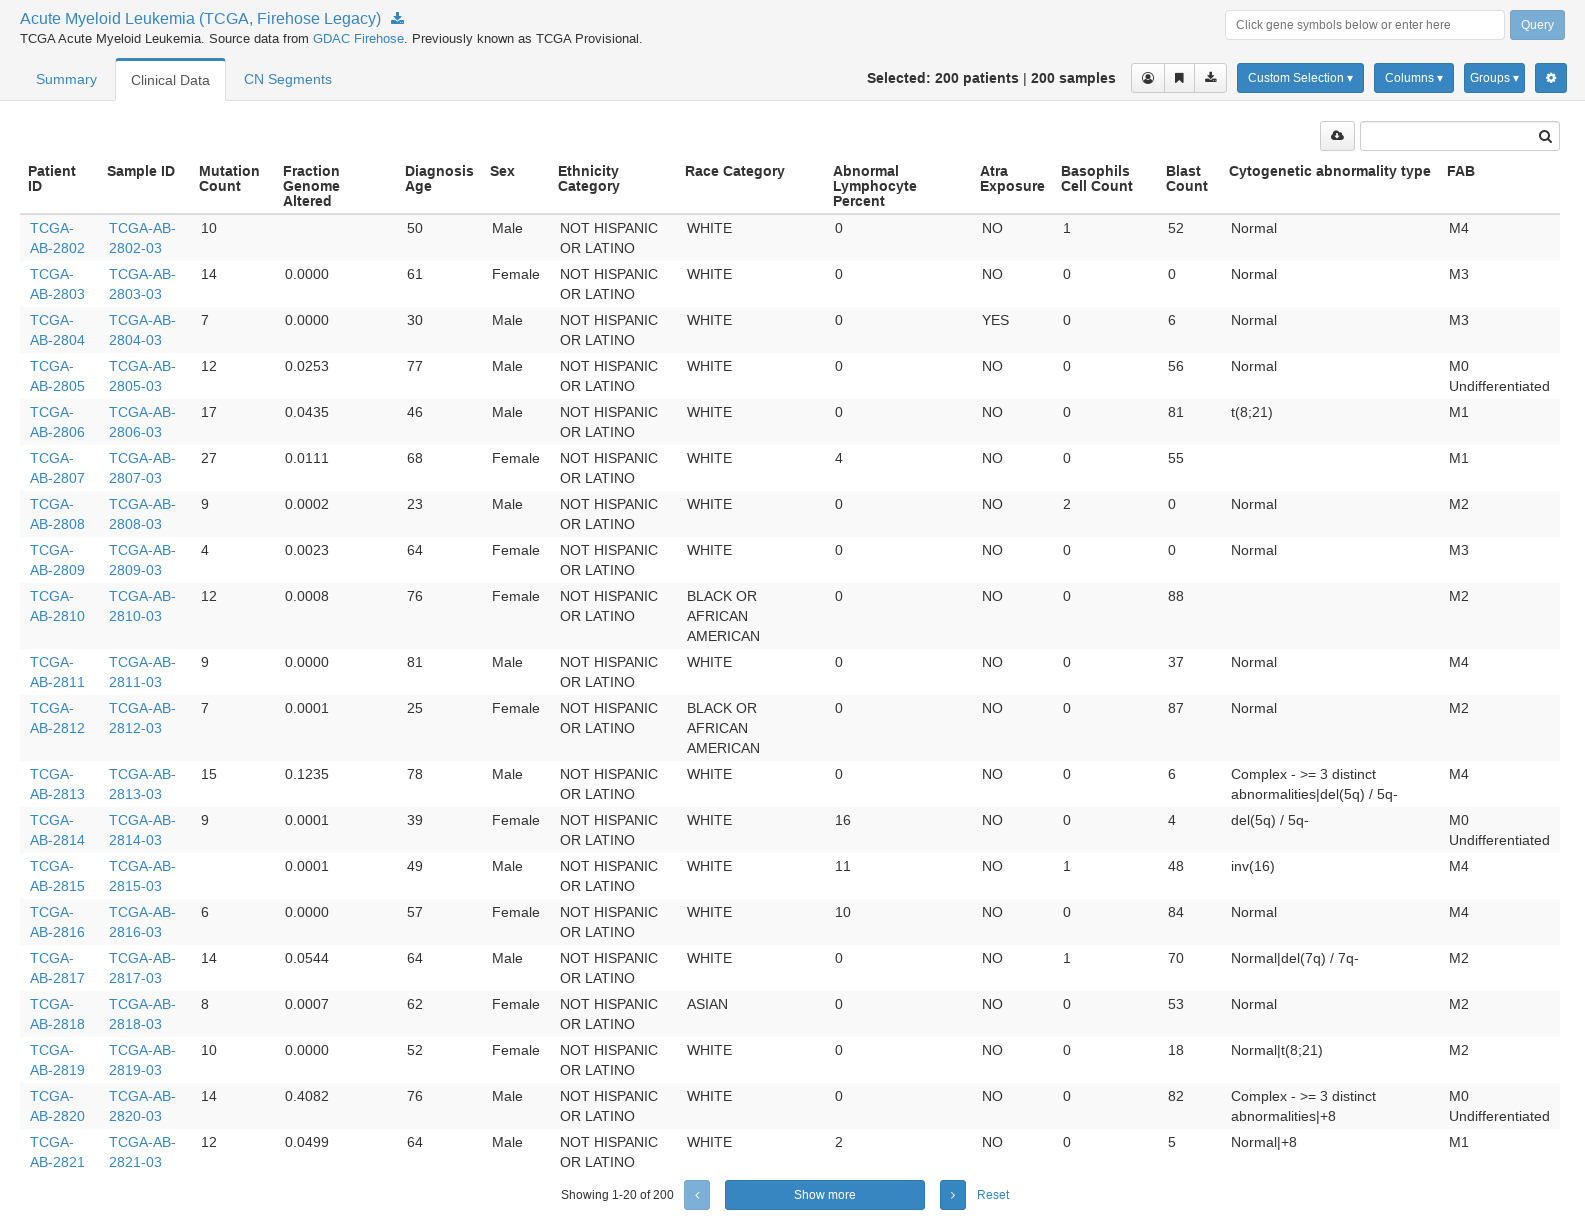 Acute Myeloid Leukemia (TCGA, Firehose Legacy)
TCGA Acute Myeloid Leukemia. Source data from GDAC Firehose. Previously known as TCGA Provisional.
Click gene symbols below or enter here Query
Summary Clinical Data CN Segments
Selected: 200 patients | 200 samples Custom Selection ▾ Columns ▾ Groups ▾
Patient ID Sample ID Mutation Count Fraction Genome Altered Diagnosis Age Sex Ethnicity Category Race Category Abnormal Lymphocyte Percent Atra Exposure Basophils Cell Count Blast Count Cytogenetic abnormality type FAB
TCGA-AB-2802 TCGA-AB-2802-03 10 50 Male NOT HISPANIC OR LATINO WHITE 0 NO 1 52 Normal M4
TCGA-AB-2803 TCGA-AB-2803-03 14 0.0000 61 Female NOT HISPANIC OR LATINO WHITE 0 NO 0 0 Normal M3
TCGA-AB-2804 TCGA-AB-2804-03 7 0.0000 30 Male NOT HISPANIC OR LATINO WHITE 0 YES 0 6 Normal M3
TCGA-AB-2805 TCGA-AB-2805-03 12 0.0253 77 Male NOT HISPANIC OR LATINO WHITE 0 NO 0 56 Normal M0 Undifferentiated
TCGA-AB-2806 TCGA-AB-2806-03 17 0.0435 46 Male NOT HISPANIC OR LATINO WHITE 0 NO 0 81 t(8;21) M1
TCGA-AB-2807 TCGA-AB-2807-03 27 0.0111 68 Female NOT HISPANIC OR LATINO WHITE 4 NO 0 55 M1
TCGA-AB-2808 TCGA-AB-2808-03 9 0.0002 23 Male NOT HISPANIC OR LATINO WHITE 0 NO 2 0 Normal M2
TCGA-AB-2809 TCGA-AB-2809-03 4 0.0023 64 Female NOT HISPANIC OR LATINO WHITE 0 NO 0 0 Normal M3
TCGA-AB-2810 TCGA-AB-2810-03 12 0.0008 76 Female NOT HISPANIC OR LATINO BLACK OR AFRICAN AMERICAN 0 NO 0 88 M2
TCGA-AB-2811 TCGA-AB-2811-03 9 0.0000 81 Male NOT HISPANIC OR LATINO WHITE 0 NO 0 37 Normal M4
TCGA-AB-2812 TCGA-AB-2812-03 7 0.0001 25 Female NOT HISPANIC OR LATINO BLACK OR AFRICAN AMERICAN 0 NO 0 87 Normal M2
TCGA-AB-2813 TCGA-AB-2813-03 15 0.1235 78 Male NOT HISPANIC OR LATINO WHITE 0 NO 0 6 Complex - >= 3 distinct abnormalities|del(5q) / 5q- M4
TCGA-AB-2814 TCGA-AB-2814-03 9 0.0001 39 Female NOT HISPANIC OR LATINO WHITE 16 NO 0 4 del(5q) / 5q- M0 Undifferentiated
TCGA-AB-2815 TCGA-AB-2815-03 0.0001 49 Male NOT HISPANIC OR LATINO WHITE 11 NO 1 48 inv(16) M4
TCGA-AB-2816 TCGA-AB-2816-03 6 0.0000 57 Female NOT HISPANIC OR LATINO WHITE 10 NO 0 84 Normal M4
TCGA-AB-2817 TCGA-AB-2817-03 14 0.0544 64 Male NOT HISPANIC OR LATINO WHITE 0 NO 1 70 Normal|del(7q) / 7q- M2
TCGA-AB-2818 TCGA-AB-2818-03 8 0.0007 62 Female NOT HISPANIC OR LATINO ASIAN 0 NO 0 53 Normal M2
TCGA-AB-2819 TCGA-AB-2819-03 10 0.0000 52 Female NOT HISPANIC OR LATINO WHITE 0 NO 0 18 Normal|t(8;21) M2
TCGA-AB-2820 TCGA-AB-2820-03 14 0.4082 76 Male NOT HISPANIC OR LATINO WHITE 0 NO 0 82 Complex - >= 3 distinct abnormalities|+8 M0 Undifferentiated
TCGA-AB-2821 TCGA-AB-2821-03 12 0.0499 64 Male NOT HISPANIC OR LATINO WHITE 2 NO 0 5 Normal|+8 M1
Showing 1-20 of 200 Show more Reset